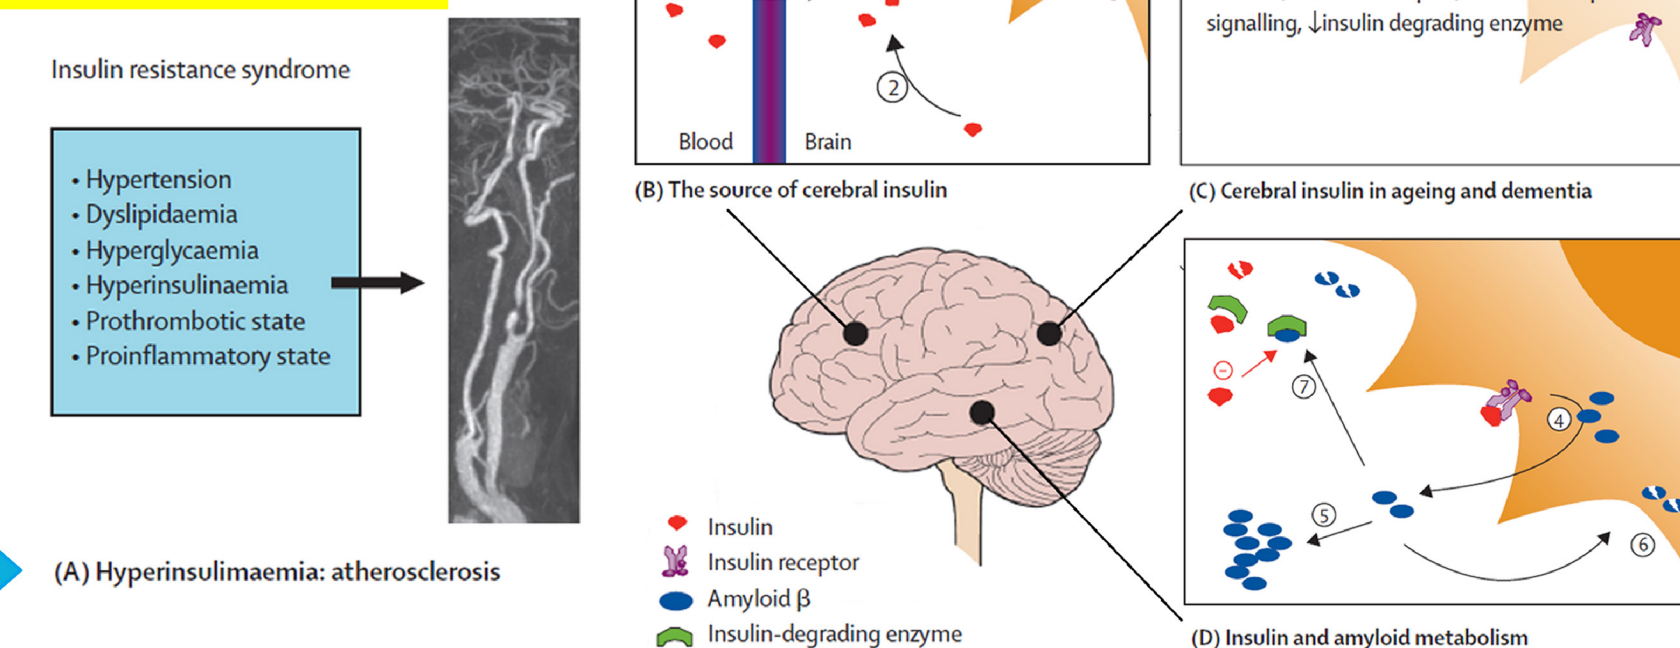 Insulin resistance syndrome
• Hypertension
• Dyslipidaemia
• Hyperglycaemia
• Hyperinsulinaemia
• Prothrombotic state
• Proinflammatory state
(A) Hyperinsulimaemia: atherosclerosis
2
Blood
Brain
(B) The source of cerebral insulin
signalling, ↓insulin degrading enzyme
(C) Cerebral insulin in ageing and dementia
Insulin
Insulin receptor
Amyloid β
Insulin-degrading enzyme
−
7
4
5
6
(D) Insulin and amyloid metabolism